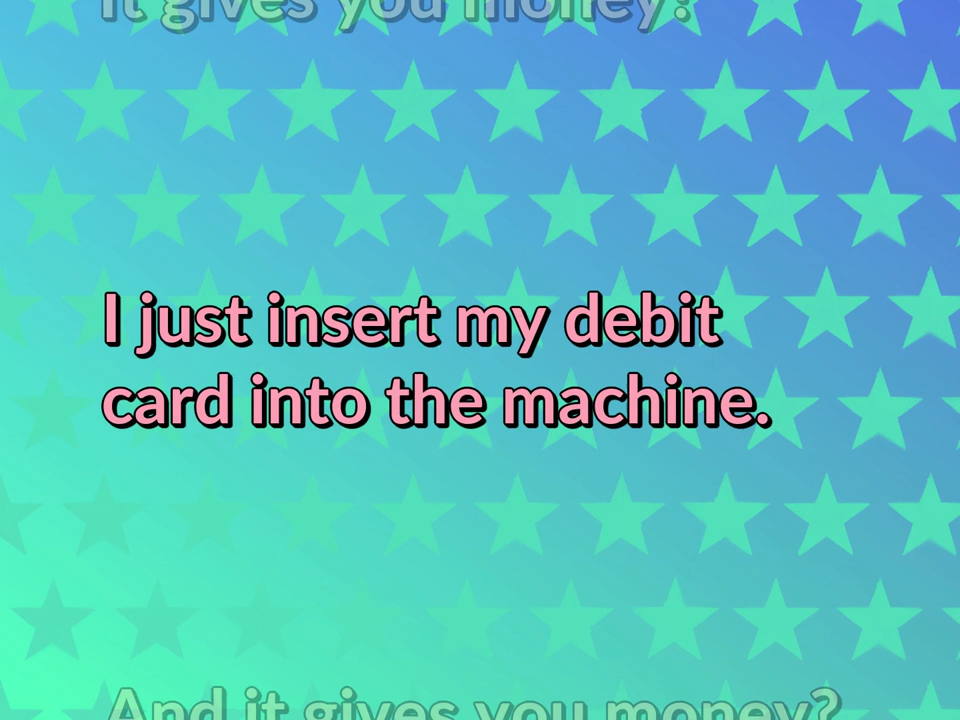 It gives you money?
I just insert my debit
card into the machine.
And it gives you money?